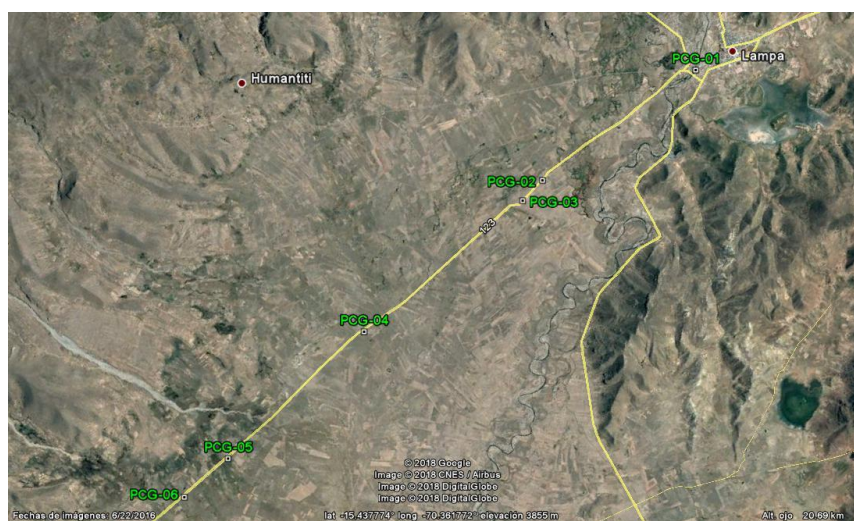 PCG-01
Lampa
Humantiti
PCG-02
PCG-03
123
PCG-04
PCG-05
PCG-06
© 2018 Google
Image © 2018 CNES / Airbus
Image © 2018 DigitalGlobe
Image © 2018 DigitalGlobe
Fechas de imágenes: 6/22/2016 lat -15.437774° long -70.361772° elevación 3855 m Alt. ojo 20.69 km